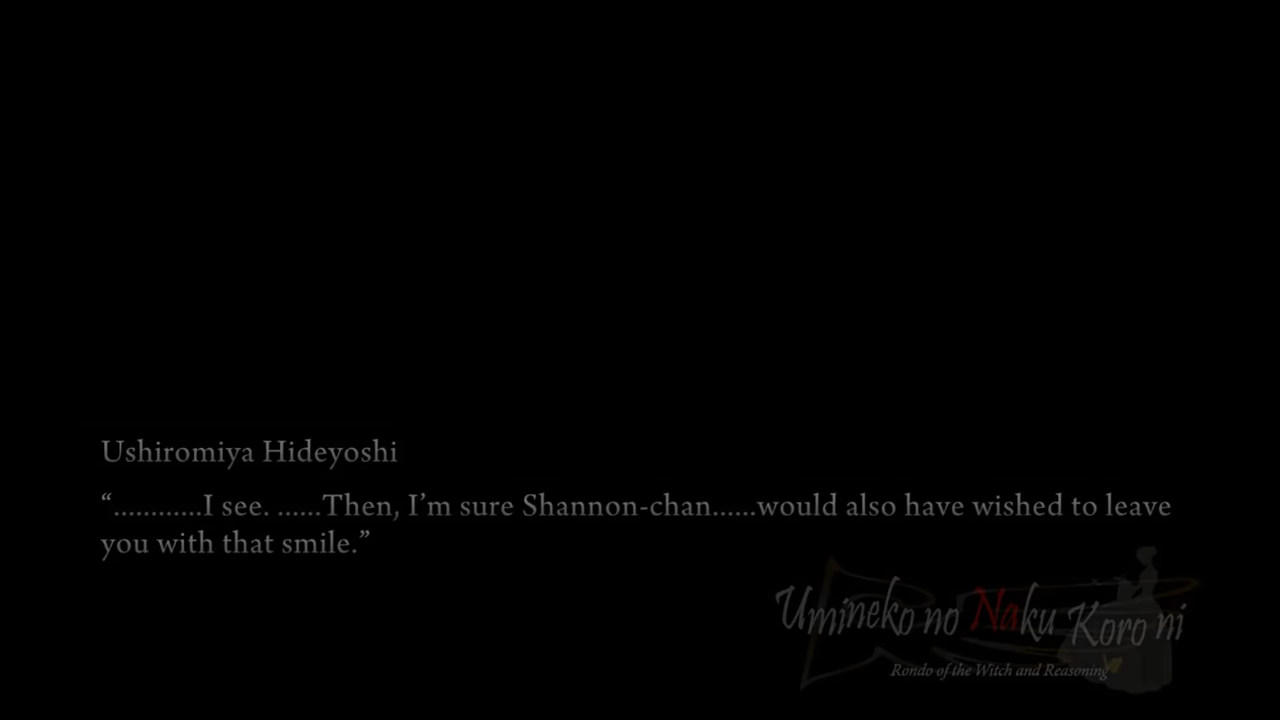 Ushiromiya Hideyoshi
“............I see. ......Then, I’m sure Shannon-chan......would also have wished to leave
you with that smile.”
Umineko no Naku Koro ni
Rondo of the Witch and Reasoning